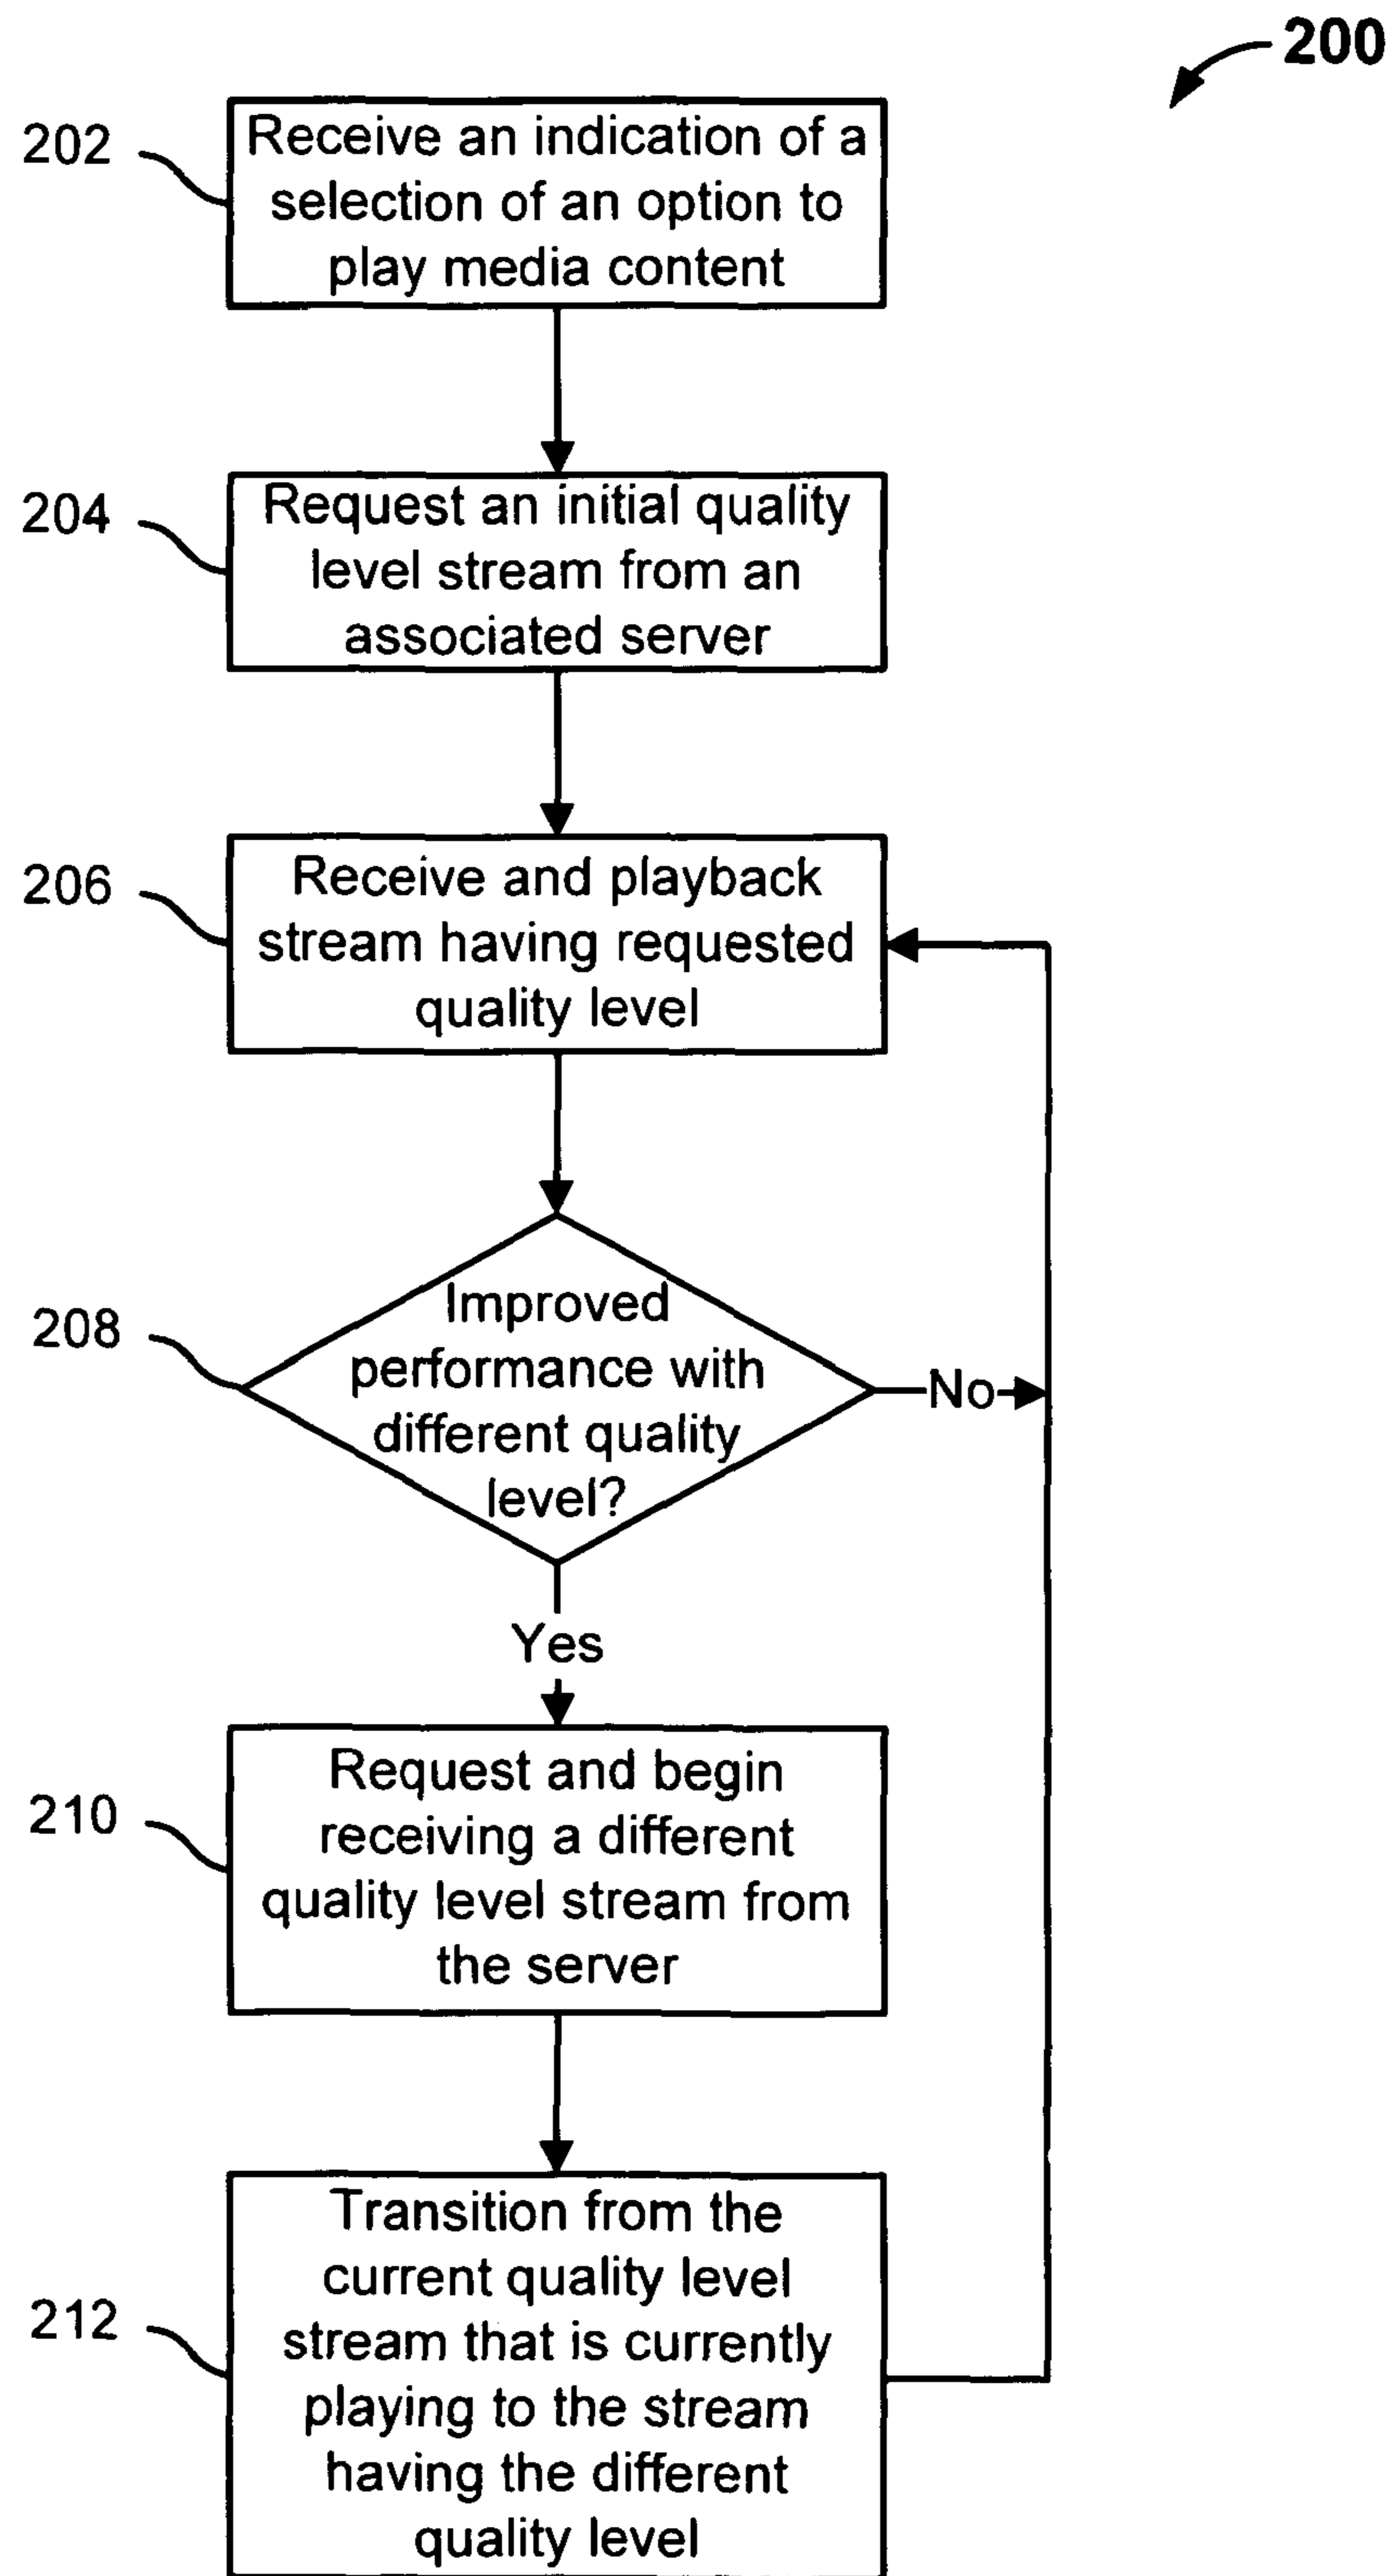 200
202
Receive an indication of a
selection of an option to
play media content
204
Request an initial quality
level stream from an
associated server
206
Receive and playback
stream having requested
quality level
208
Improved
performance with
different quality
level?
No
Yes
210
Request and begin
receiving a different
quality level stream from
the server
212
Transition from the
current quality level
stream that is currently
playing to the stream
having the different
quality level